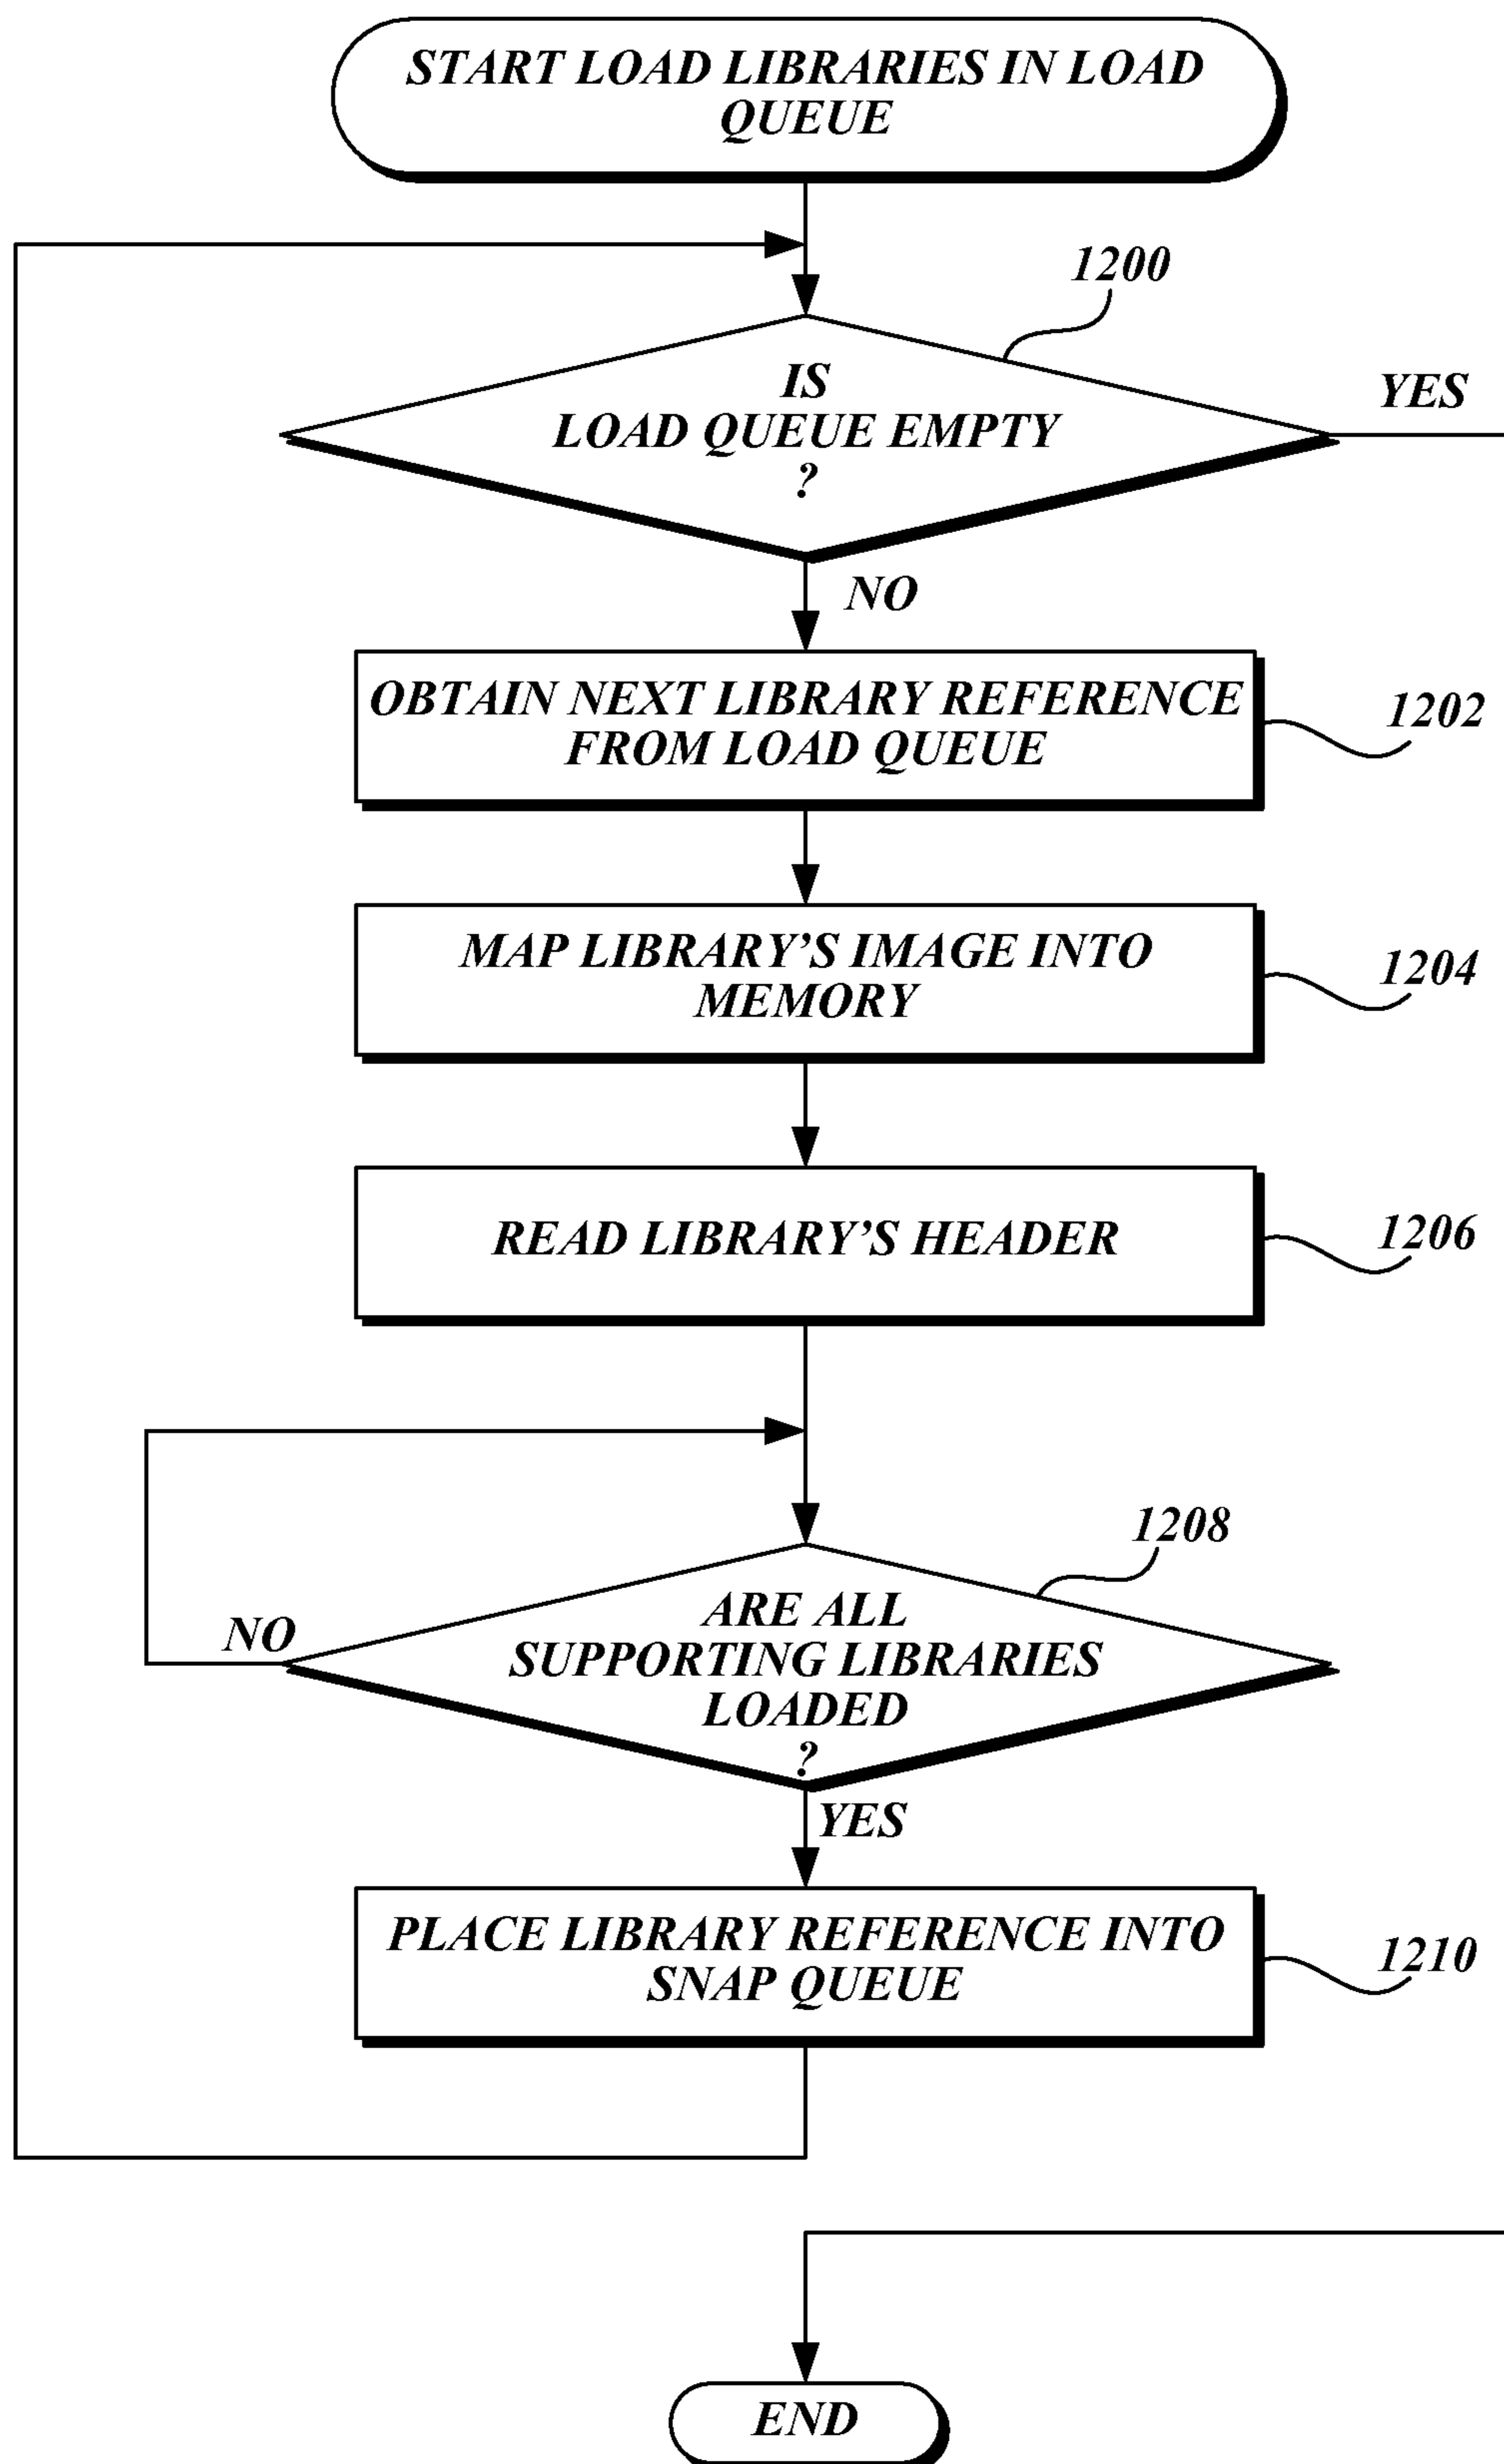 START LOAD LIBRARIES IN LOAD
QUEUE
1200
IS
LOAD QUEUE EMPTY
?
YES
NO
OBTAIN NEXT LIBRARY REFERENCE
FROM LOAD QUEUE
1202
MAP LIBRARY’S IMAGE INTO
MEMORY
1204
READ LIBRARY’S HEADER
1206
1208
ARE ALL
SUPPORTING LIBRARIES
LOADED
?
NO
YES
PLACE LIBRARY REFERENCE INTO
SNAP QUEUE
1210
END